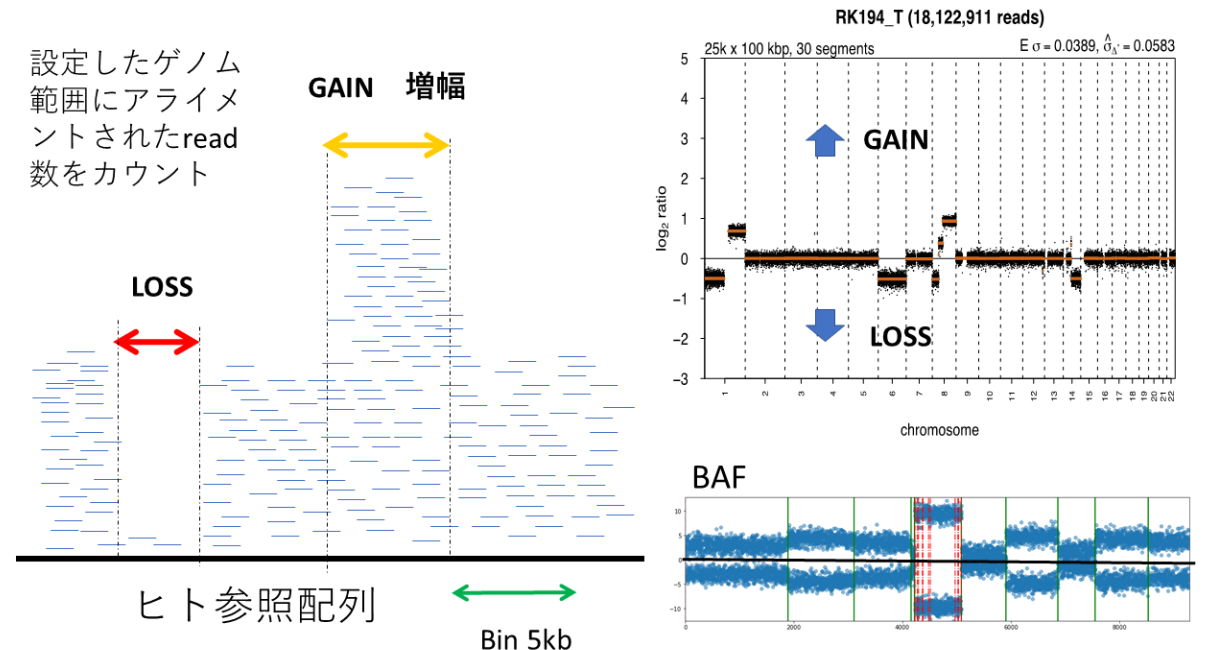 設定したゲノム
範囲にアライメ
ントされたread
数をカウント
GAIN 増幅
LOSS
ヒト参照配列
Bin 5kb
RK194_T (18,122,911 reads)
25k x 100 kbp, 30 segments
E σ = 0.0389, σ̂Δ* = 0.0583
5
4
3
2
1
0
−1
−2
−3
log2 ratio
GAIN
LOSS
1 2 3 4 5 6 7 8 9 10 11 12 13 14 15 16 17 18 19 20 21 22
chromosome
BAF
10
5
0
−5
−10
0 2000 4000 6000 8000